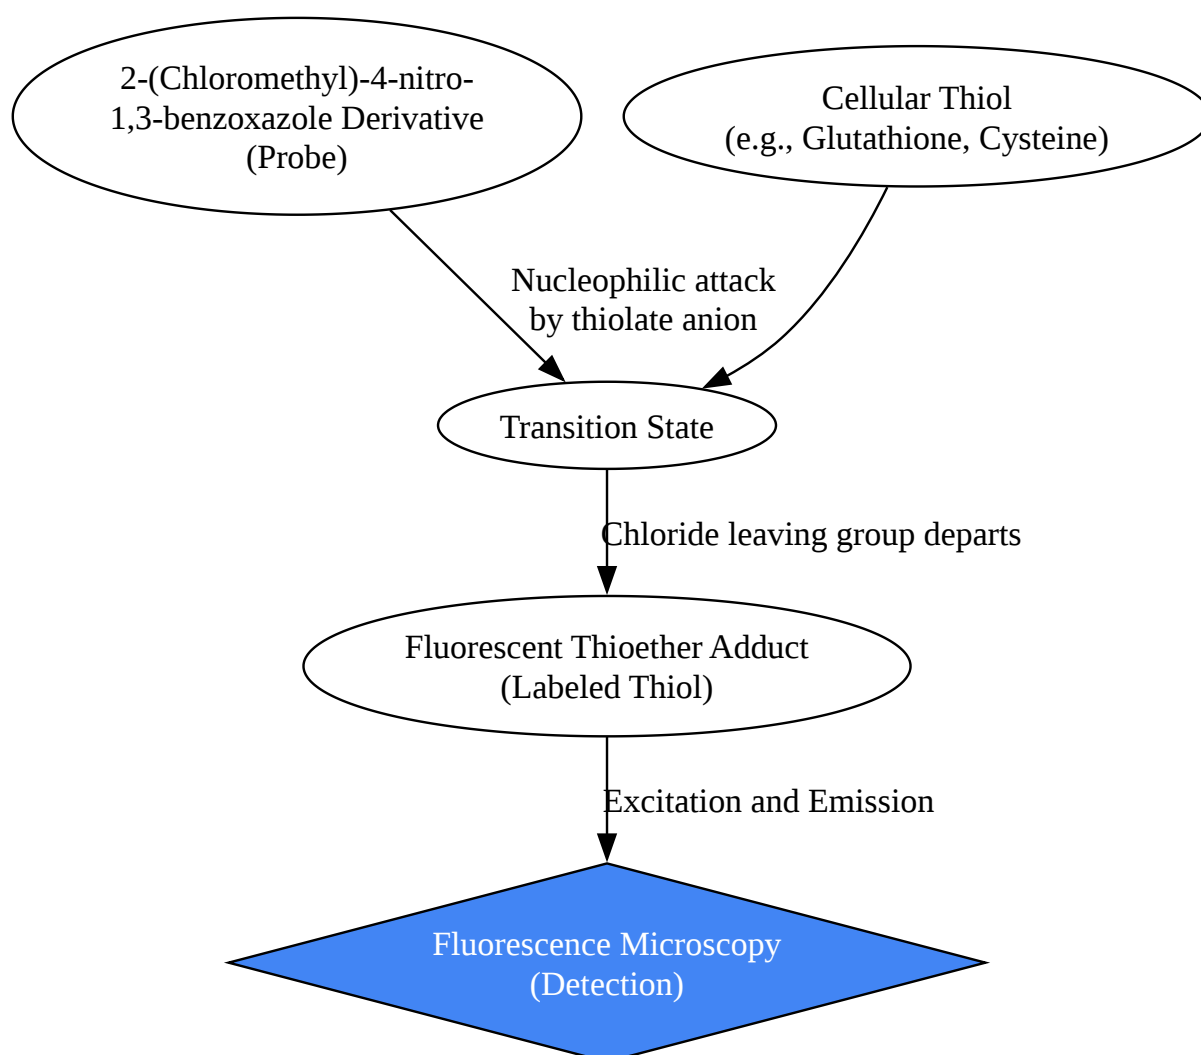 2-(Chloromethyl)-4-nitro-
1,3-benzoxazole Derivative
(Probe)
Cellular Thiol
(e.g., Glutathione, Cysteine)
Nucleophilic attack
by thiolate anion
Transition State
Chloride leaving group departs
Fluorescent Thioether Adduct
(Labeled Thiol)
Excitation and Emission
Fluorescence Microscopy
(Detection)